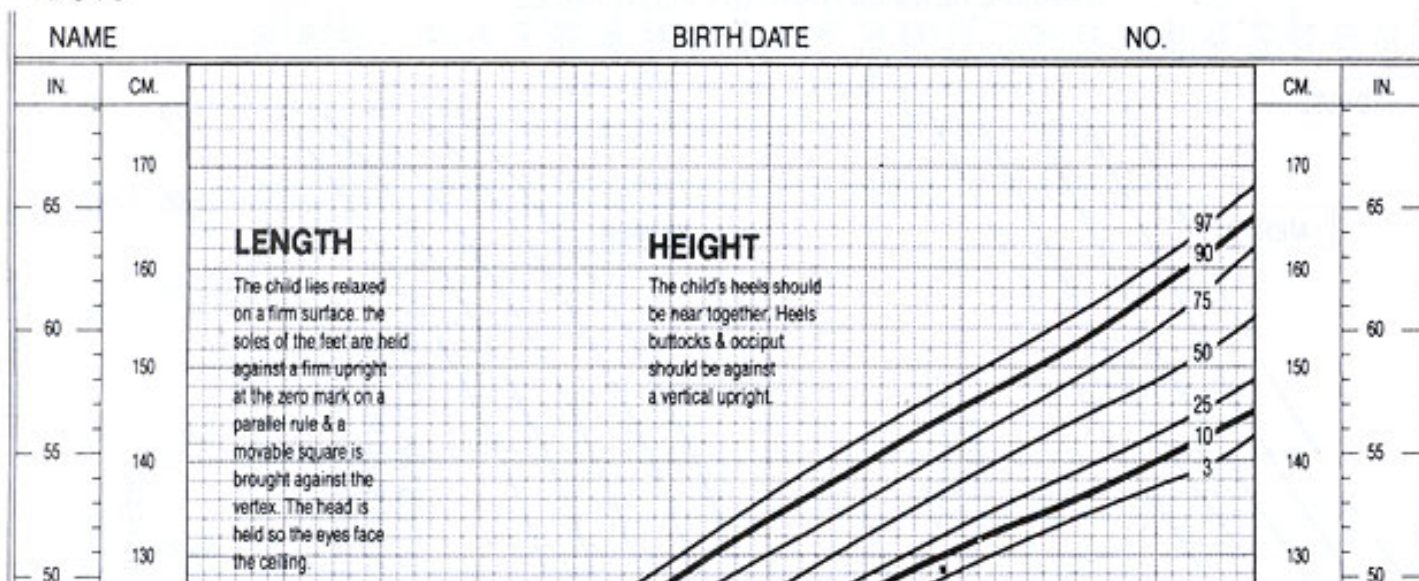 NAME BIRTH DATE NO.
IN. CM. CM. IN.
170 170
65 65
97
LENGTH HEIGHT
90
160 160
The child lies relaxed
on a firm surface. the
soles of the feet are held
against a firm upright
at the zero mark on a
parallel rule & a
movable square is
brought against the
vertex. The head is
held so the eyes face
the ceiling.
The child's heels should
be near together. Heels
buttocks & occiput
should be against
a vertical upright.
75
60 60
50
150 150
25
10
55 55
140 140
3
130 130
50 50